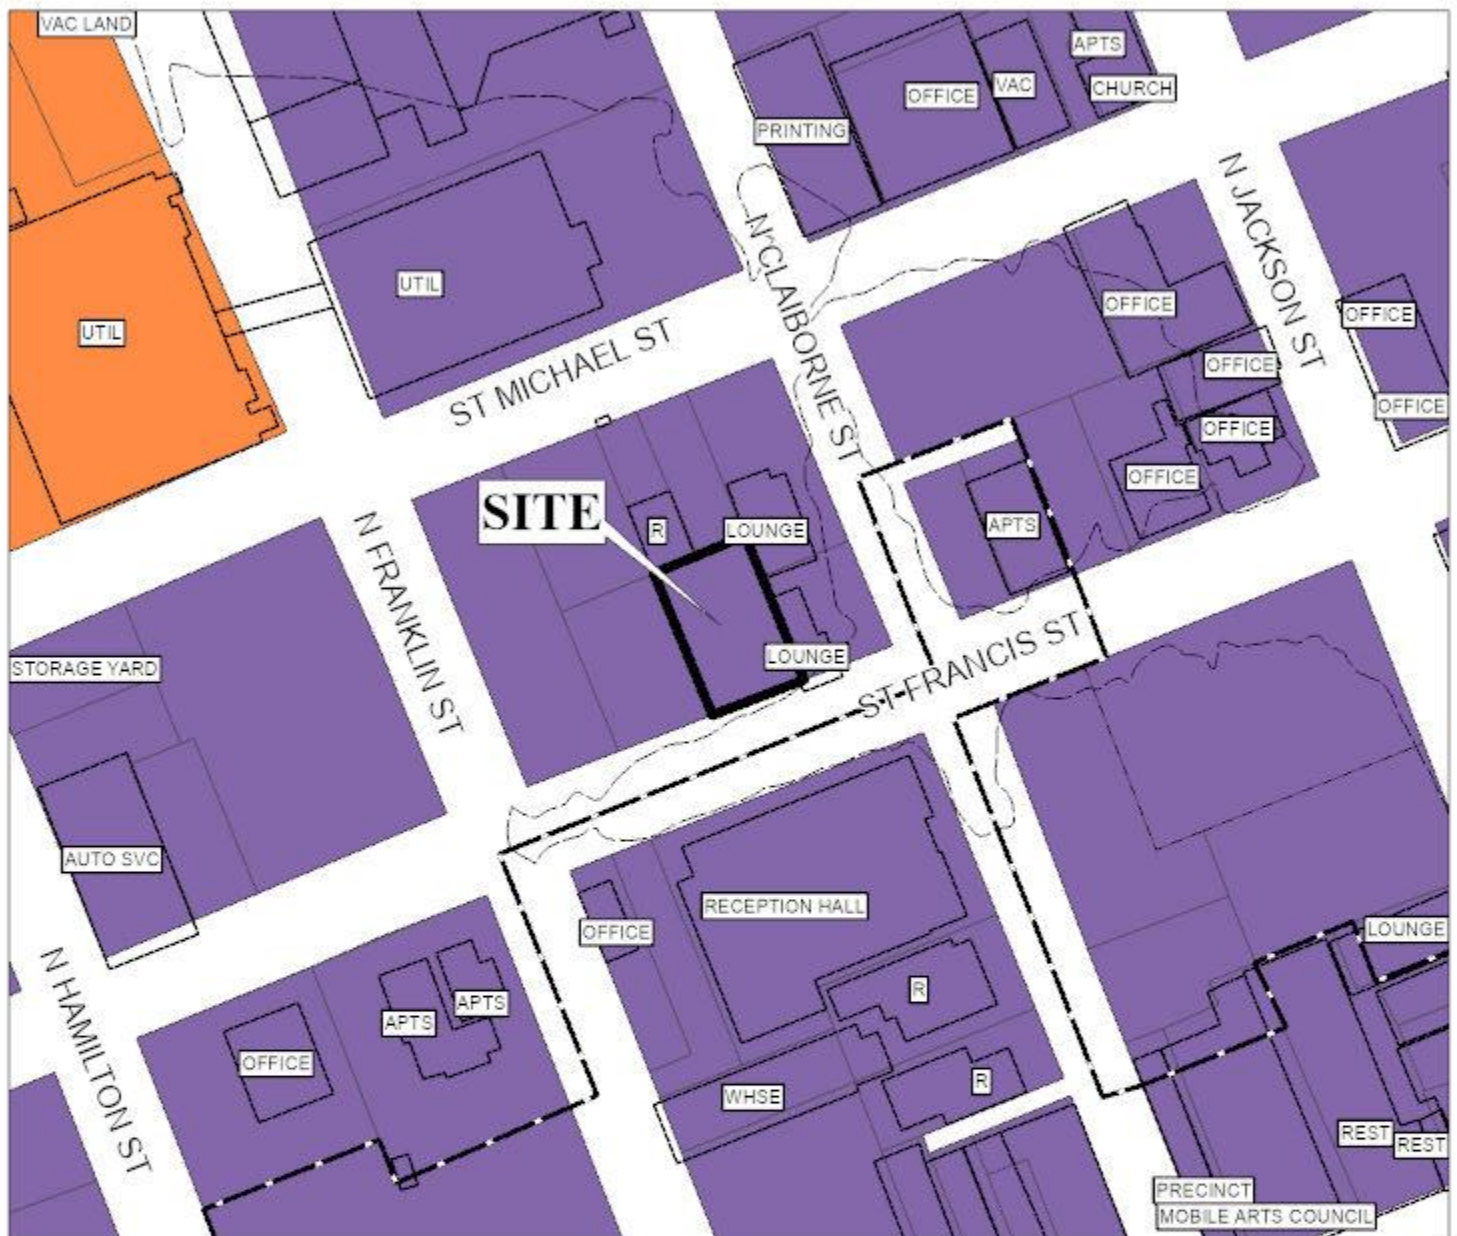 VAC LAND
APTS
OFFICE
VAC
CHURCH
PRINTING
UTIL
UTIL
N CLAIBORNE ST
N JACKSON ST
OFFICE
OFFICE
OFFICE
OFFICE
OFFICE
OFFICE
ST MICHAEL ST
SITE
R
LOUNGE
APTS
N FRANKLIN ST
LOUNGE
ST FRANCIS ST
STORAGE YARD
AUTO SVC
RECEPTION HALL
OFFICE
LOUNGE
N HAMILTON ST
APTS
APTS
OFFICE
R
R
WHSE
REST
REST
PRECINCT
MOBILE ARTS COUNCIL